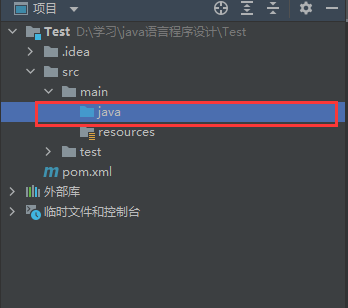 项目
Test D:\学习\java语言程序设计\Test
.idea
src
main
java
resources
test
pom.xml
外部库
临时文件和控制台